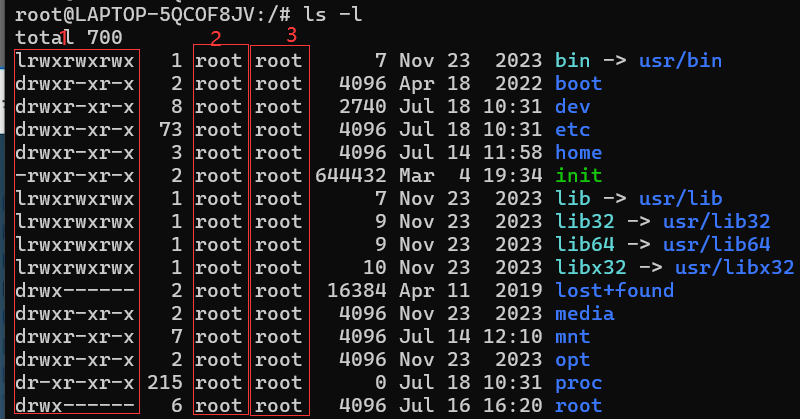 root@LAPTOP-5QCOF8JV:/# ls -l
total 700
1 2 3
lrwxrwxrwx 1 root root 7 Nov 23 2023 bin -> usr/bin
drwxr-xr-x 2 root root 4096 Apr 18 2022 boot
drwxr-xr-x 8 root root 2740 Jul 18 10:31 dev
drwxr-xr-x 73 root root 4096 Jul 18 10:31 etc
drwxr-xr-x 3 root root 4096 Jul 14 11:58 home
-rwxr-xr-x 2 root root 644432 Mar 4 19:34 init
lrwxrwxrwx 1 root root 7 Nov 23 2023 lib -> usr/lib
lrwxrwxrwx 1 root root 9 Nov 23 2023 lib32 -> usr/lib32
lrwxrwxrwx 1 root root 9 Nov 23 2023 lib64 -> usr/lib64
lrwxrwxrwx 1 root root 10 Nov 23 2023 libx32 -> usr/libx32
drwx------ 2 root root 16384 Apr 11 2019 lost+found
drwxr-xr-x 2 root root 4096 Nov 23 2023 media
drwxr-xr-x 7 root root 4096 Jul 14 12:10 mnt
drwxr-xr-x 2 root root 4096 Nov 23 2023 opt
dr-xr-xr-x 215 root root 0 Jul 18 10:31 proc
drwx------ 6 root root 4096 Jul 16 16:20 root